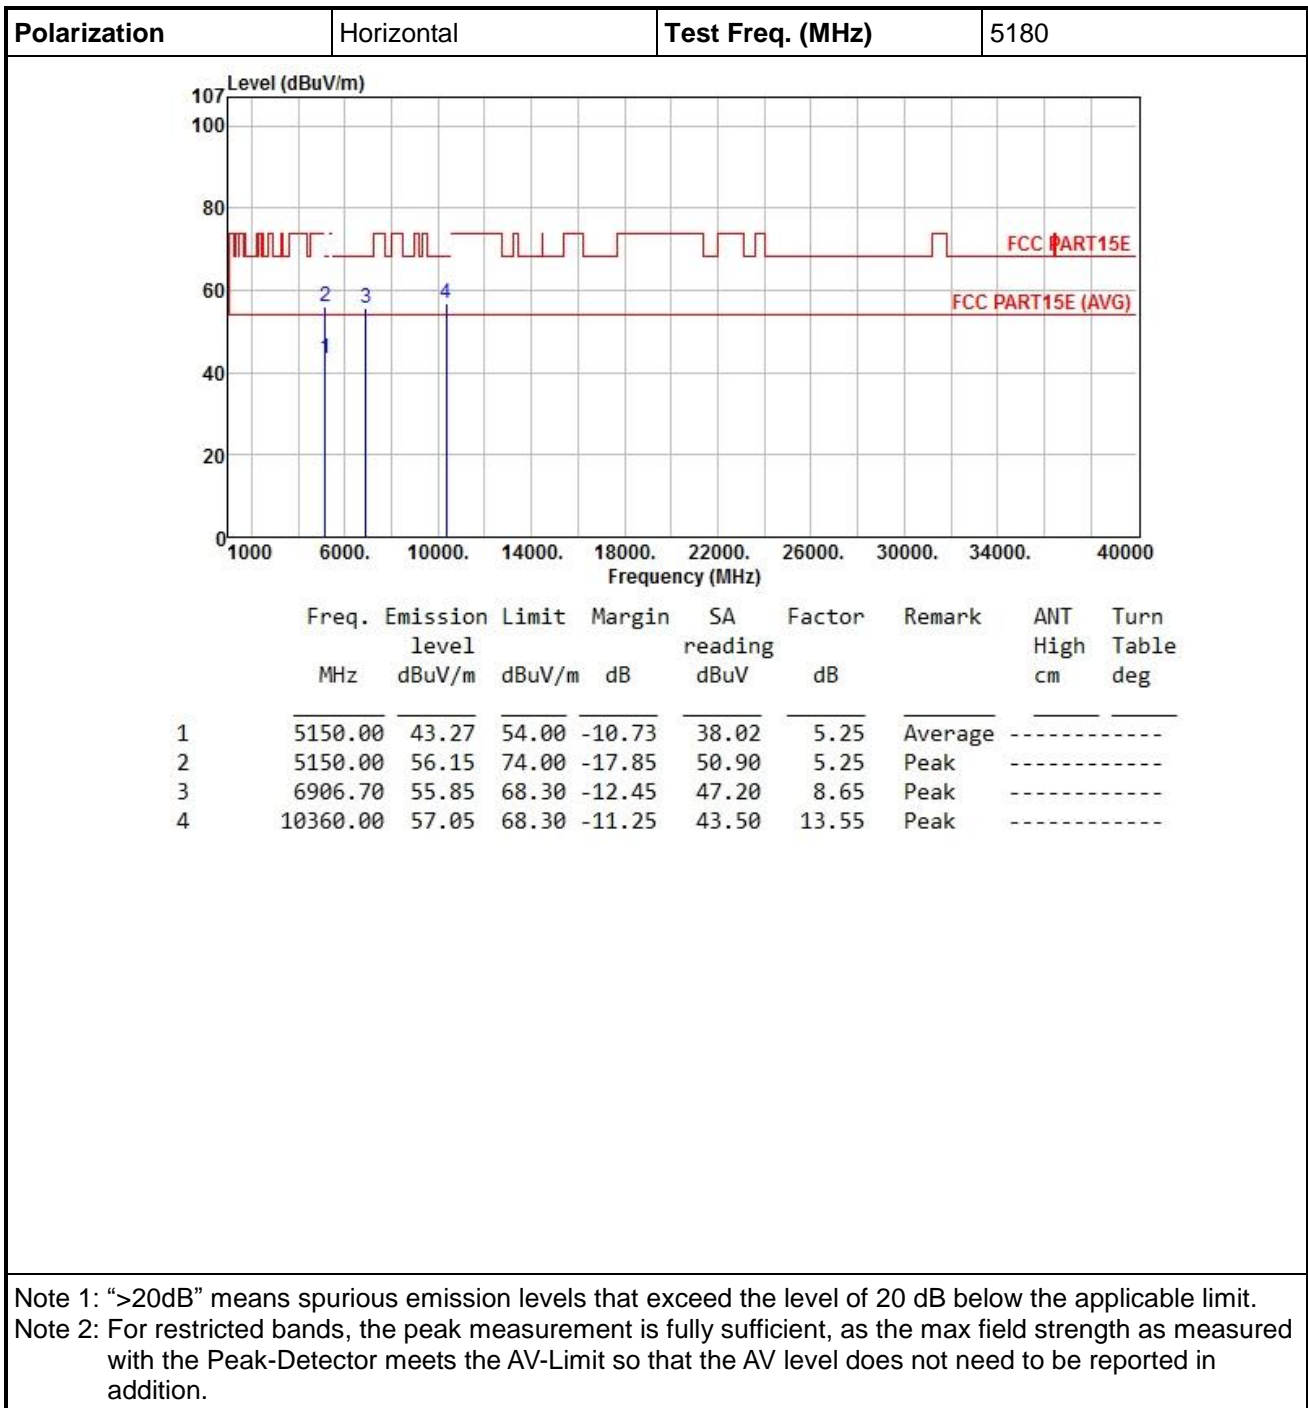 Polarization Horizontal Test Freq. (MHz) 5180
Level (dBuV/m)
107
100
80
FCC PART15E
60
2 3 4
FCC PART15E (AVG)
1
40
20
0
1000 6000. 10000. 14000. 18000. 22000. 26000. 30000. 34000. 40000
Frequency (MHz)
Freq. Emission Limit Margin SA Factor Remark ANT Turn
level reading High Table
MHz dBuV/m dBuV/m dB dBuV dB cm deg
1 5150.00 43.27 54.00 -10.73 38.02 5.25 Average ------------
2 5150.00 56.15 74.00 -17.85 50.90 5.25 Peak ------------
3 6906.70 55.85 68.30 -12.45 47.20 8.65 Peak ------------
4 10360.00 57.05 68.30 -11.25 43.50 13.55 Peak ------------
Note 1: “>20dB” means spurious emission levels that exceed the level of 20 dB below the applicable limit.
Note 2: For restricted bands, the peak measurement is fully sufficient, as the max field strength as measured
with the Peak-Detector meets the AV-Limit so that the AV level does not need to be reported in
addition.